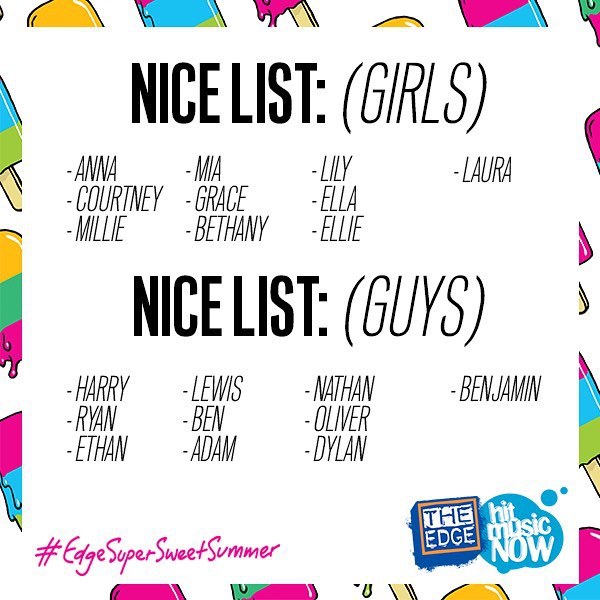 NICE LIST: (GIRLS)
- ANNA
- COURTNEY
- MILLIE
- MIA
- GRACE
- BETHANY
- LILY
- ELLA
- ELLIE
- LAURA
NICE LIST: (GUYS)
- HARRY
- RYAN
- ETHAN
- LEWIS
- BEN
- ADAM
- NATHAN
- OLIVER
- DYLAN
- BENJAMIN
#EdgeSuperSweetSummer
THE
EDGE
hit
music
NOW